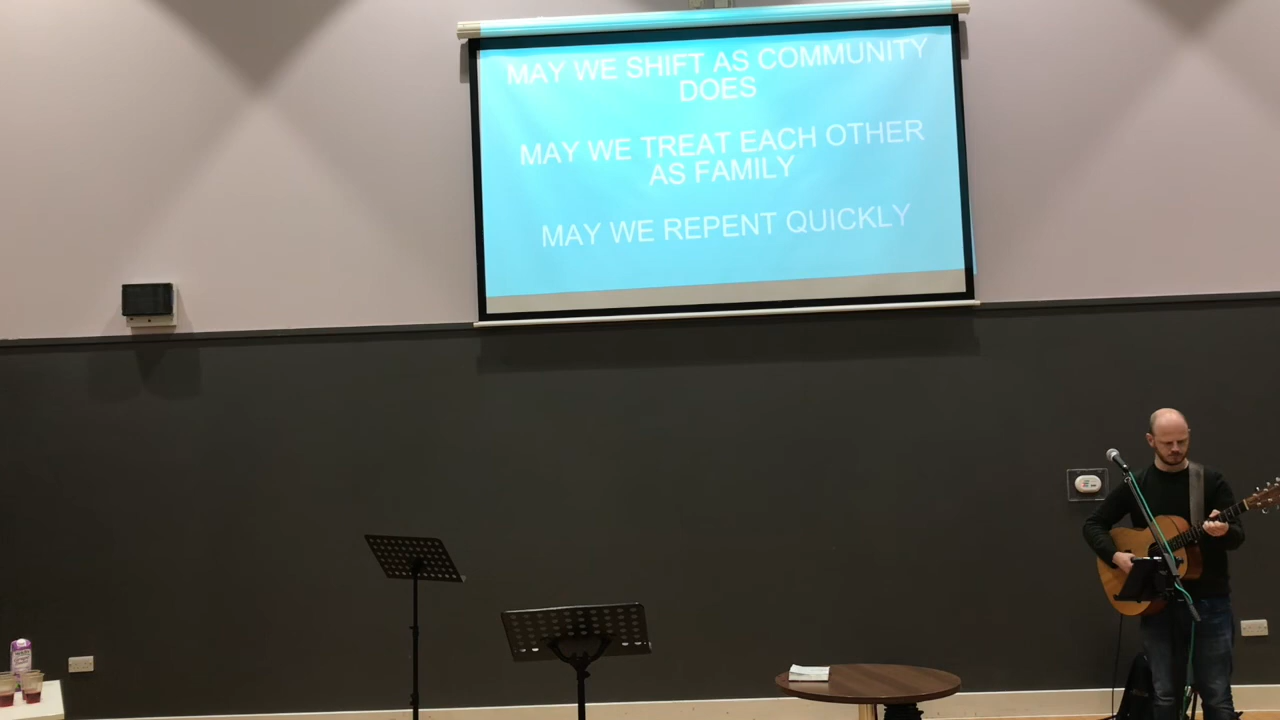 MAY WE SHIFT AS COMMUNITY
DOES
MAY WE TREAT EACH OTHER
AS FAMILY
MAY WE REPENT QUICKLY